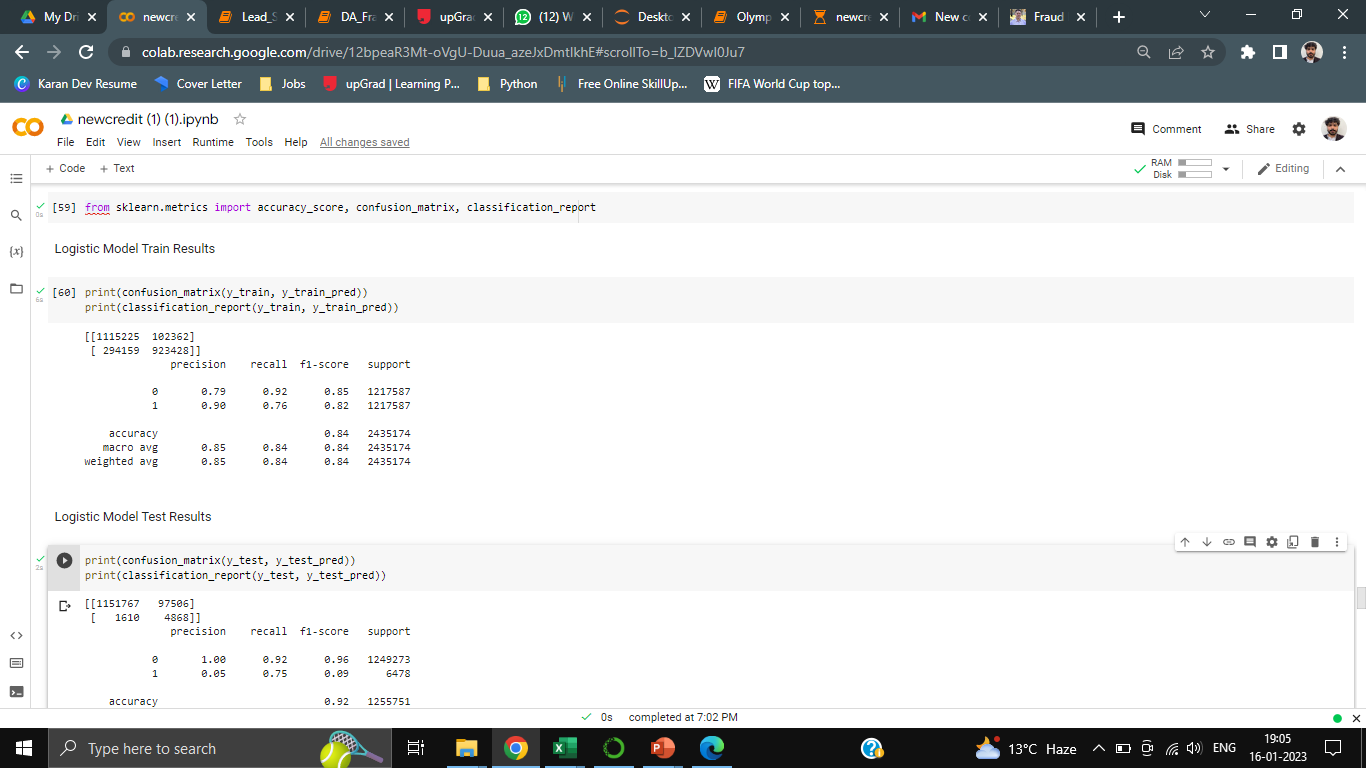 My Dri
newcre
Lead_S
DA_Fra
upGra
(12) W
Deskto
Olymp
newcre
New c
Fraud
colab.research.google.com/drive/12bpeaR3Mt-oVgU-Duua_azeJxDmtIkhE#scrollTo=b_lZDVwI0Ju7
Karan Dev Resume
Cover Letter
Jobs
upGrad | Learning P...
Python
Free Online SkillUp...
FIFA World Cup top...
newcredit (1) (1).ipynb
Comment
Share
File Edit View Insert Runtime Tools Help All changes saved
+ Code + Text
RAM
Disk
Editing
[59] from sklearn.metrics import accuracy_score, confusion_matrix, classification_report
0s
Logistic Model Train Results
[60] print(confusion_matrix(y_train, y_train_pred))
6s
print(classification_report(y_train, y_train_pred))
[[1115225 102362]
[ 294159 923428]]
precision recall f1-score support
0 0.79 0.92 0.85 1217587
1 0.90 0.76 0.82 1217587
accuracy 0.84 2435174
macro avg 0.85 0.84 0.84 2435174
weighted avg 0.85 0.84 0.84 2435174
Logistic Model Test Results
print(confusion_matrix(y_test, y_test_pred))
2s
print(classification_report(y_test, y_test_pred))
[[1151767 97506]
[ 1610 4868]]
precision recall f1-score support
0 1.00 0.92 0.96 1249273
1 0.05 0.75 0.09 6478
accuracy 0.92 1255751
0s completed at 7:02 PM
Type here to search
13°C Haze
ENG
19:05
16-01-2023